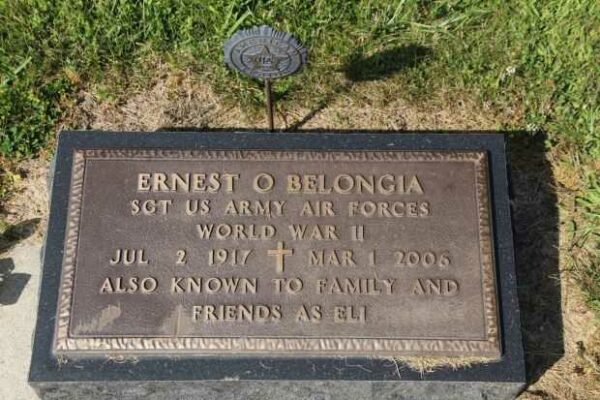 ERNEST O BELONGIA
SGT US ARMY AIR FORCES
WORLD WAR II
JUL 2 1917 MAR 1 2006
ALSO KNOWN TO FAMILY AND
FRIENDS AS ELI